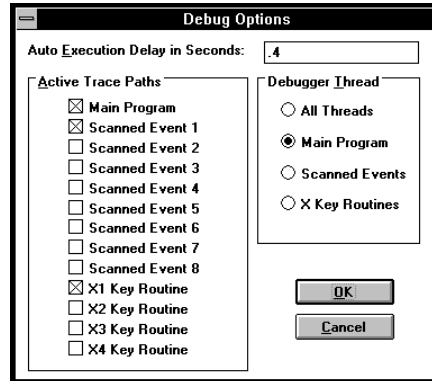 Debug Options
Auto Execution Delay in Seconds:
.4
Active Trace Paths
Main Program
Scanned Event 1
Scanned Event 2
Scanned Event 3
Scanned Event 4
Scanned Event 5
Scanned Event 6
Scanned Event 7
Scanned Event 8
X1 Key Routine
X2 Key Routine
X3 Key Routine
X4 Key Routine
Debugger Thread
All Threads
Main Program
Scanned Events
X Key Routines
OK
Cancel